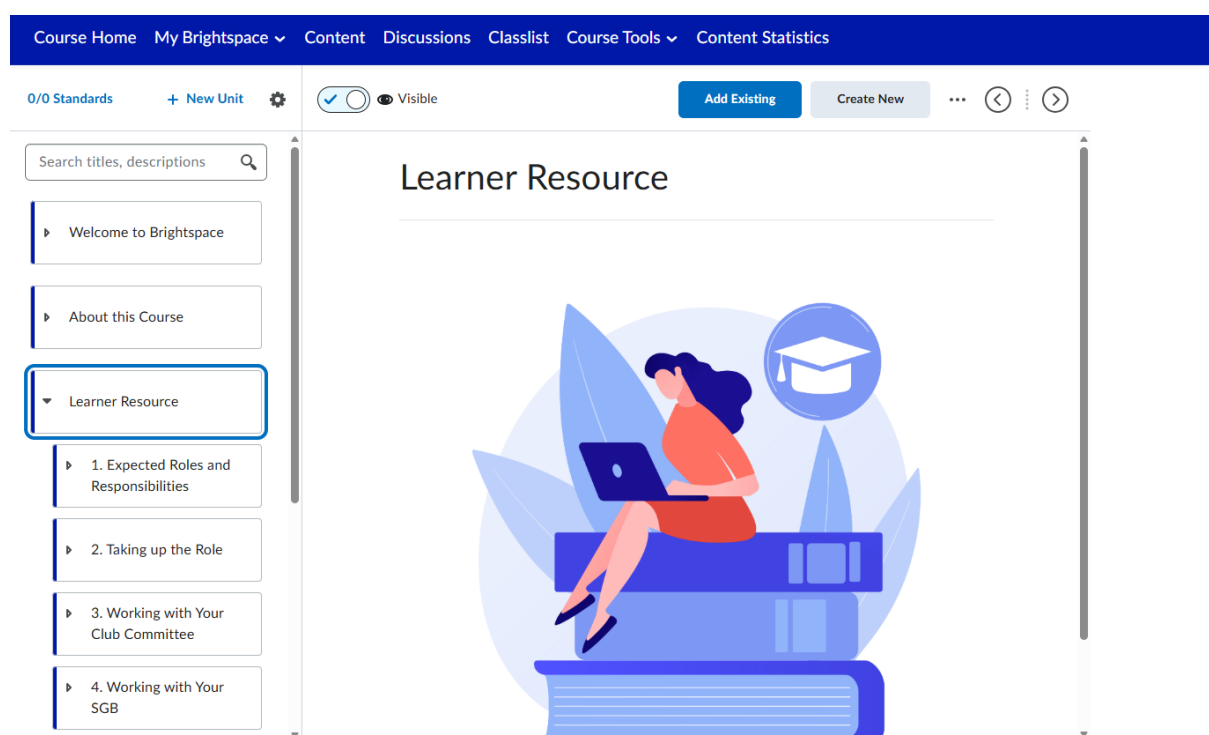 Course Home My Brightspace Content Discussions Classlist Course Tools Content Statistics
0/0 Standards + New Unit Visible Add Existing Create New ...
Search titles, descriptions
Learner Resource
Welcome to Brightspace
About this Course
Learner Resource
1. Expected Roles and
Responsibilities
2. Taking up the Role
3. Working with Your
Club Committee
4. Working with Your
SGB